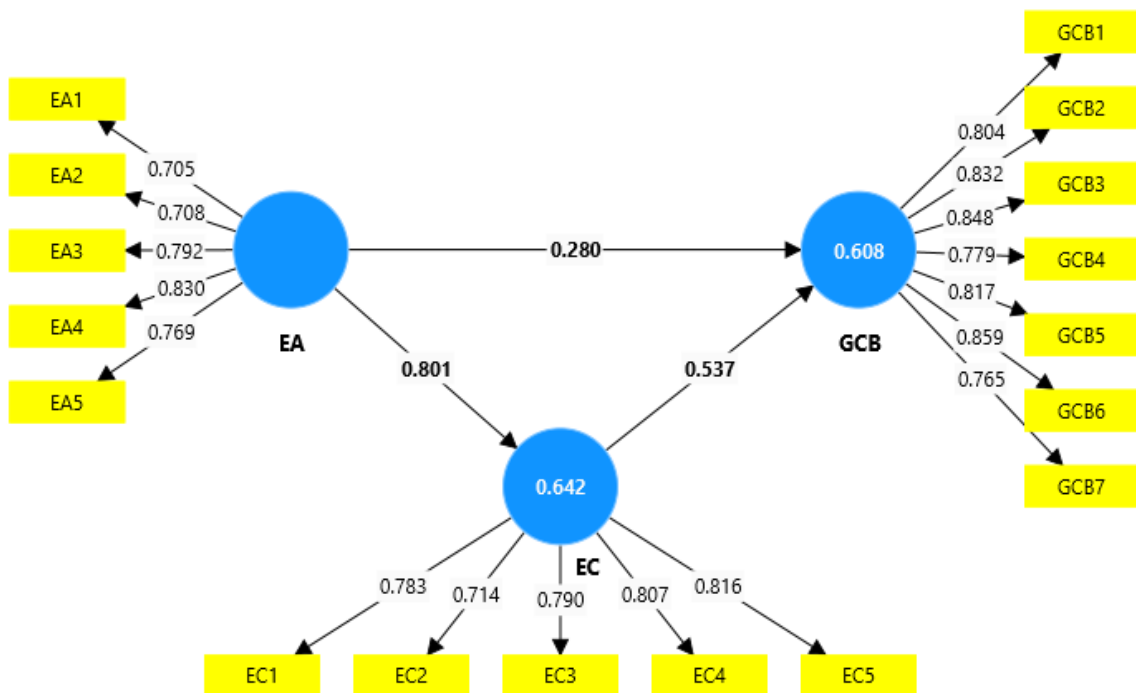 EA1
EA2
EA3
EA4
EA5
0.705
0.708
0.792
0.830
0.769
EA
0.280
0.801
0.537
0.608
GCB
0.804
0.832
0.848
0.779
0.817
0.859
0.765
GCB1
GCB2
GCB3
GCB4
GCB5
GCB6
GCB7
0.642
EC
0.783
0.714
0.790
0.807
0.816
EC1
EC2
EC3
EC4
EC5